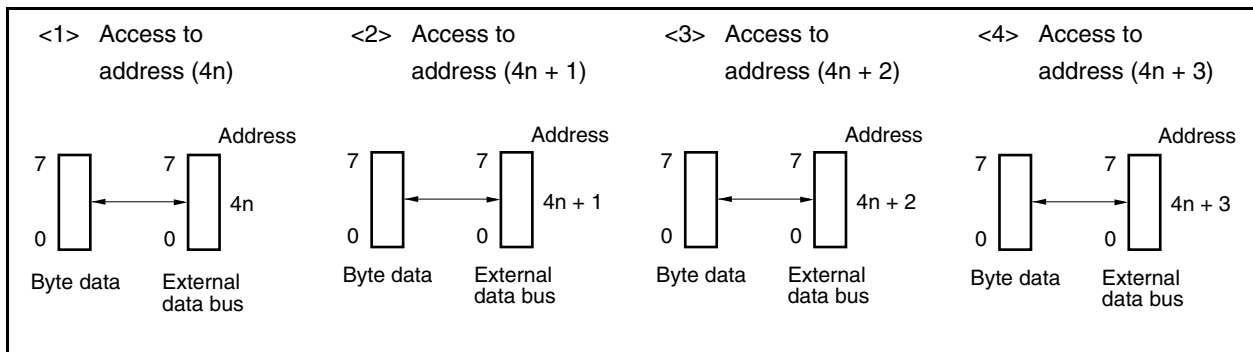 <1> Access to
address (4n)
Address
7
7
4n
0
0
Byte data
External
data bus
<2> Access to
address (4n + 1)
Address
7
7
4n + 1
0
0
Byte data
External
data bus
<3> Access to
address (4n + 2)
Address
7
7
4n + 2
0
0
Byte data
External
data bus
<4> Access to
address (4n + 3)
Address
7
7
4n + 3
0
0
Byte data
External
data bus